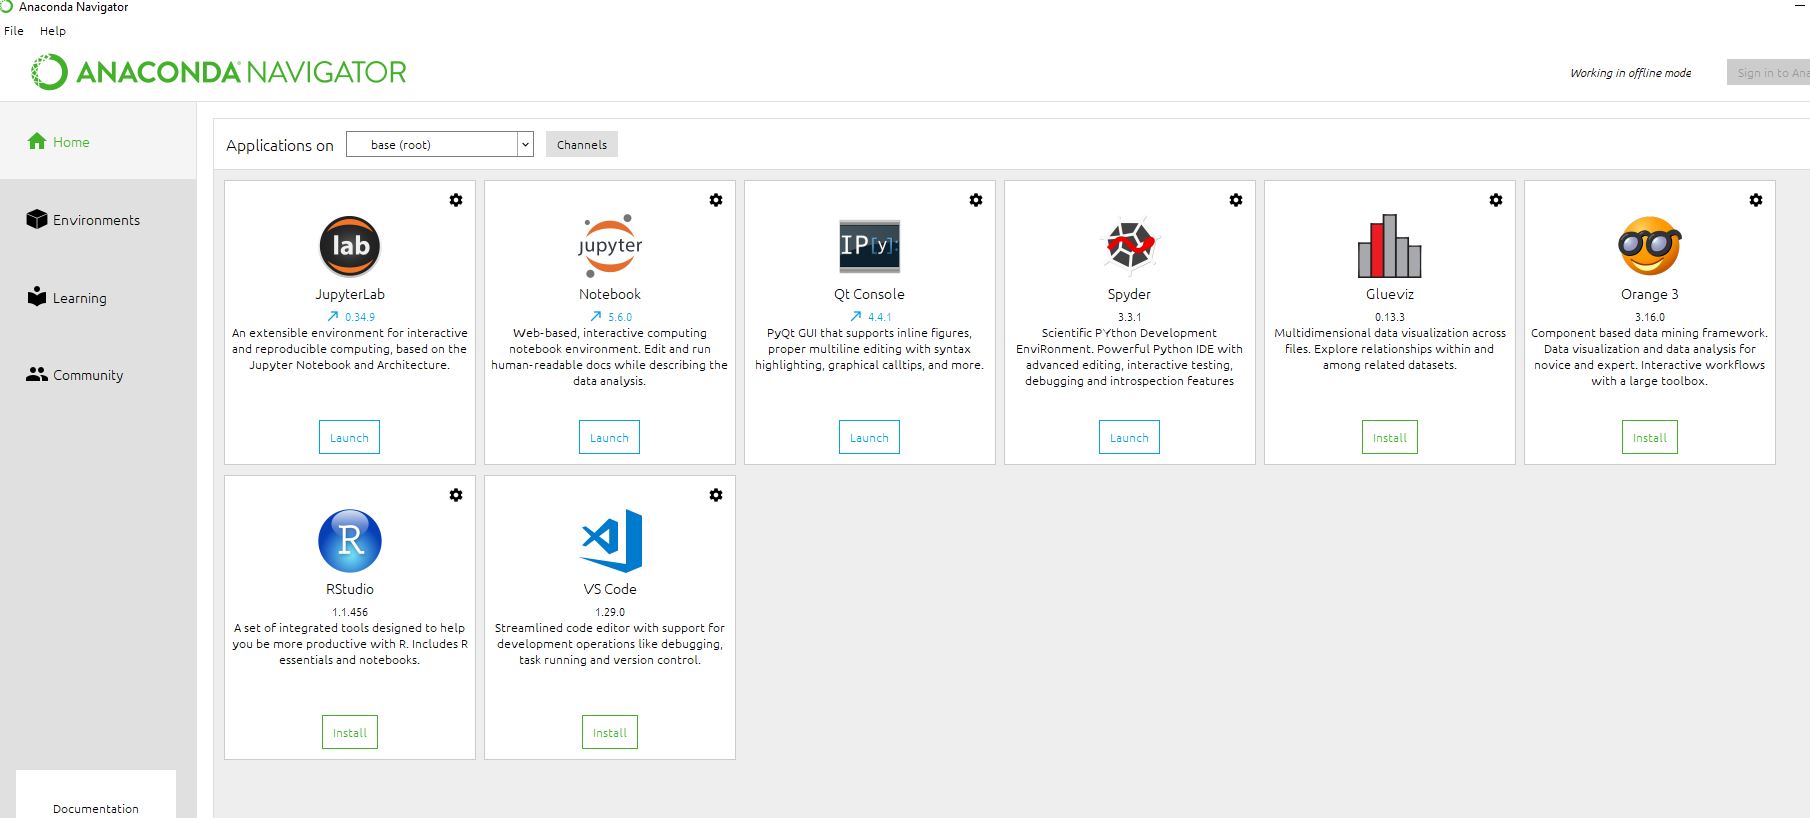 Anaconda Navigator
File Help
ANACONDA NAVIGATOR
Working in offline mode
Sign in to Ana
Home
Environments
Learning
Community
Documentation
Applications on base (root) Channels
lab
JupyterLab
0.34.9
An extensible environment for interactive
and reproducible computing, based on the
Jupyter Notebook and Architecture.
Launch
jupyter
Notebook
5.6.0
Web-based, interactive computing
notebook environment. Edit and run
human-readable docs while describing the
data analysis.
Launch
IP[y]:
Qt Console
4.4.1
PyQt GUI that supports inline figures,
proper multiline editing with syntax
highlighting, graphical calltips, and more.
Launch
Spyder
3.3.1
Scientific PYthon Development
EnviRonment. Powerful Python IDE with
advanced editing, interactive testing,
debugging and introspection features
Launch
Glueviz
0.13.3
Multidimensional data visualization across
files. Explore relationships within and
among related datasets.
Install
Orange 3
3.16.0
Component based data mining framework.
Data visualization and data analysis for
novice and expert. Interactive workflows
with a large toolbox.
Install
R
RStudio
1.1.456
A set of integrated tools designed to help
you be more productive with R. Includes R
essentials and notebooks.
Install
VS Code
1.29.0
Streamlined code editor with support for
development operations like debugging,
task running and version control.
Install